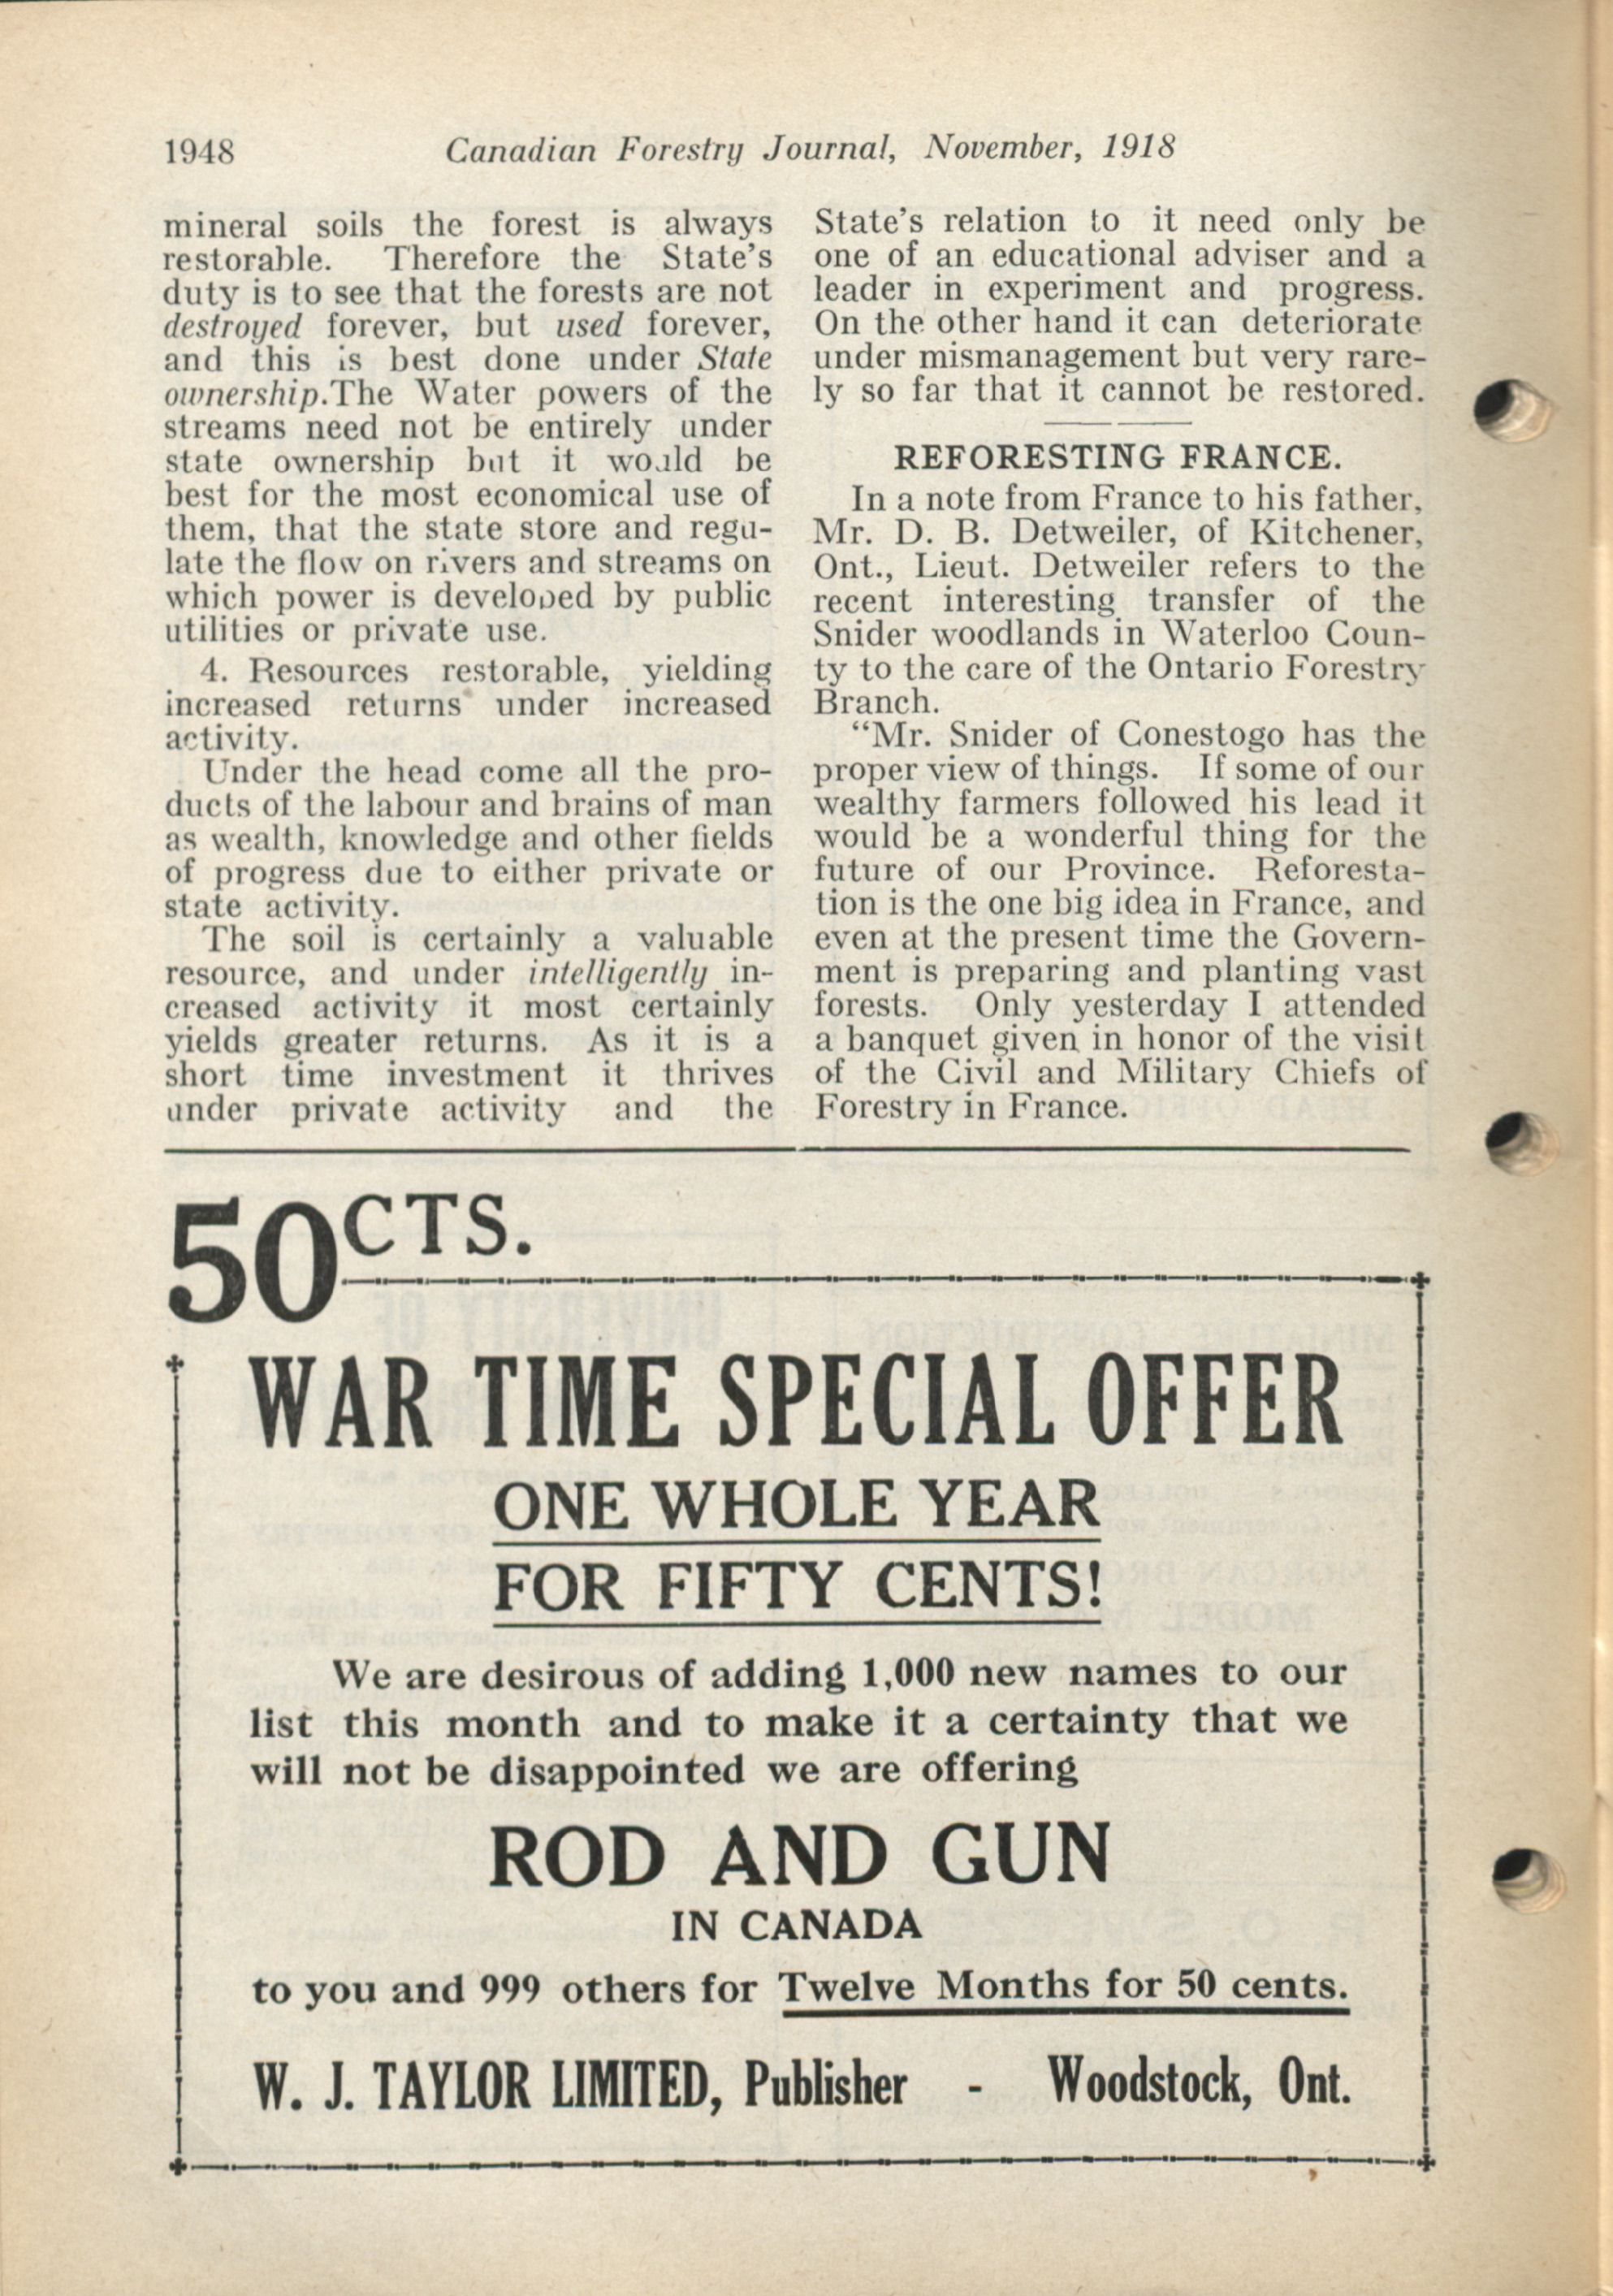 1948
Canadian Forestry Journal, November, 1918
mineral soils the forest is always
restorable. Therefore the State's
duty is to see that the forests are not
destroyed forever, but used forever,
and this is best done under State
ownership.The Water powers of the
streams need not be entirely under
state ownership but it would be
best for the most economical use of
them, that the state store and regu-
late the flow on rivers and streams on
which power is developed by public
utilities or private use.
4. Resources restorable, yielding
increased returns under increased
activity.
Under the head come all the pro-
ducts of the labour and brains of man
as wealth, knowledge and other fields
of progress due to either private or
state activity.
The soil is certainly a valuable
resource, and under intelligently in-
creased activity it most certainly
yields greater returns. As it is a
short time investment it thrives
under private activity and the
State's relation to it need only be
one of an educational adviser and a
leader in experiment and progress.
On the other hand it can deteriorate
under mismanagement but very rare-
ly so far that it cannot be restored.
REFORESTING FRANCE.
In a note from France to his father,
Mr. D. B. Detweiler, of Kitchener,
Ont., Lieut. Detweiler refers to the
recent interesting transfer of the
Snider woodlands in Waterloo Coun-
ty to the care of the Ontario Forestry
Branch.
“Mr. Snider of Conestogo has the
proper view of things. If some of our
wealthy farmers followed his lead it
would be a wonderful thing for the
future of our Province. Reforesta-
tion is the one big idea in France, and
even at the present time the Govern-
ment is preparing and planting vast
forests. Only yesterday I attended
a banquet given in honor of the visit
of the Civil and Military Chiefs of
Forestry in France.
50 CTS.
WAR TIME SPECIAL OFFER
ONE WHOLE YEAR
FOR FIFTY CENTS!
We are desirous of adding 1,000 new names to our
list this month and to make it a certainty that we
will not be disappointed we are offering
ROD AND GUN
IN CANADA
to you and 999 others for Twelve Months for 50 cents.
W. J. TAYLOR LIMITED, Publisher - Woodstock, Ont.